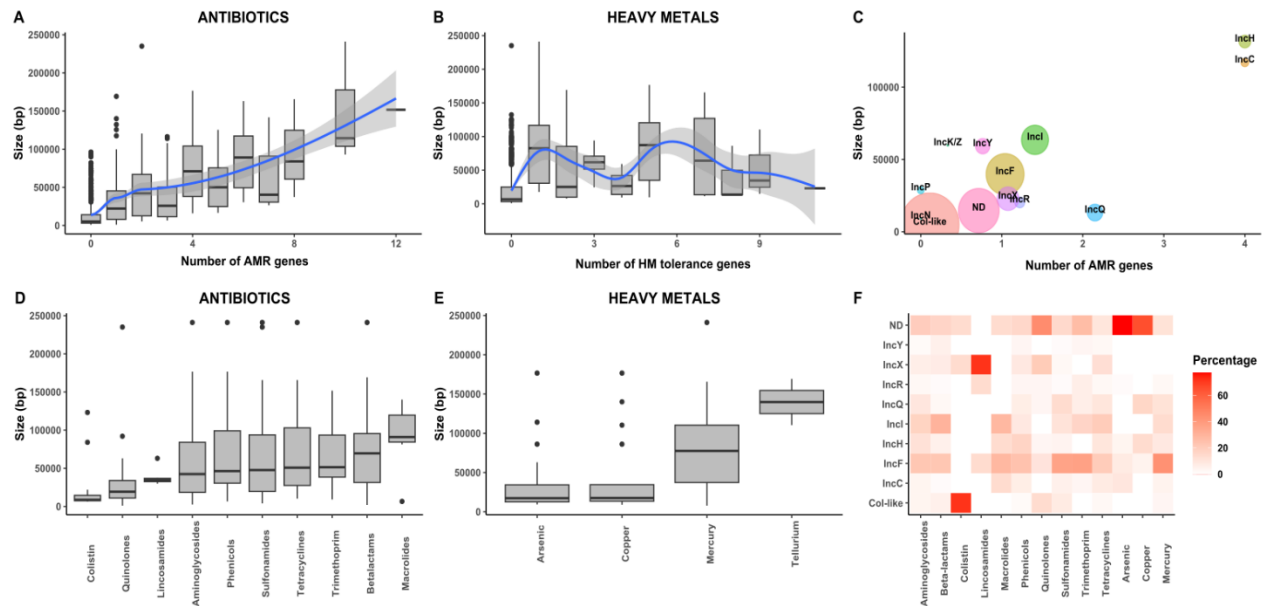 A
ANTIBIOTICS
Size (bp)
250000
200000
150000
100000
50000
0
0
4
8
12
Number of AMR genes
B
HEAVY METALS
Size (bp)
250000
200000
150000
100000
50000
0
0
3
6
9
Number of HM tolerance genes
C
Size (bp)
100000
50000
0
IncH
IncC
IncK/Z
IncY
IncI
IncF
IncP
IncX
IncR
ND
IncQ
IncN
Col-like
0
1
2
3
4
Number of AMR genes
D
ANTIBIOTICS
Size (bp)
250000
200000
150000
100000
50000
0
Colistin
Quinolones
Lincosamides
Aminoglycosides
Phenicols
Sulfonamides
Tetracyclines
Trimethoprim
Betalactams
Macrolides
E
HEAVY METALS
Size (bp)
250000
200000
150000
100000
50000
0
Arsenic
Copper
Mercury
Tellurium
F
ND
IncY
IncX
IncR
IncQ
IncI
IncH
IncF
IncC
Col-like
Aminoglycosides
Beta-lactams
Colistin
Lincosamides
Macrolides
Phenicols
Quinolones
Sulfonamides
Trimethoprim
Tetracyclines
Arsenic
Copper
Mercury
Percentage
60
40
20
0